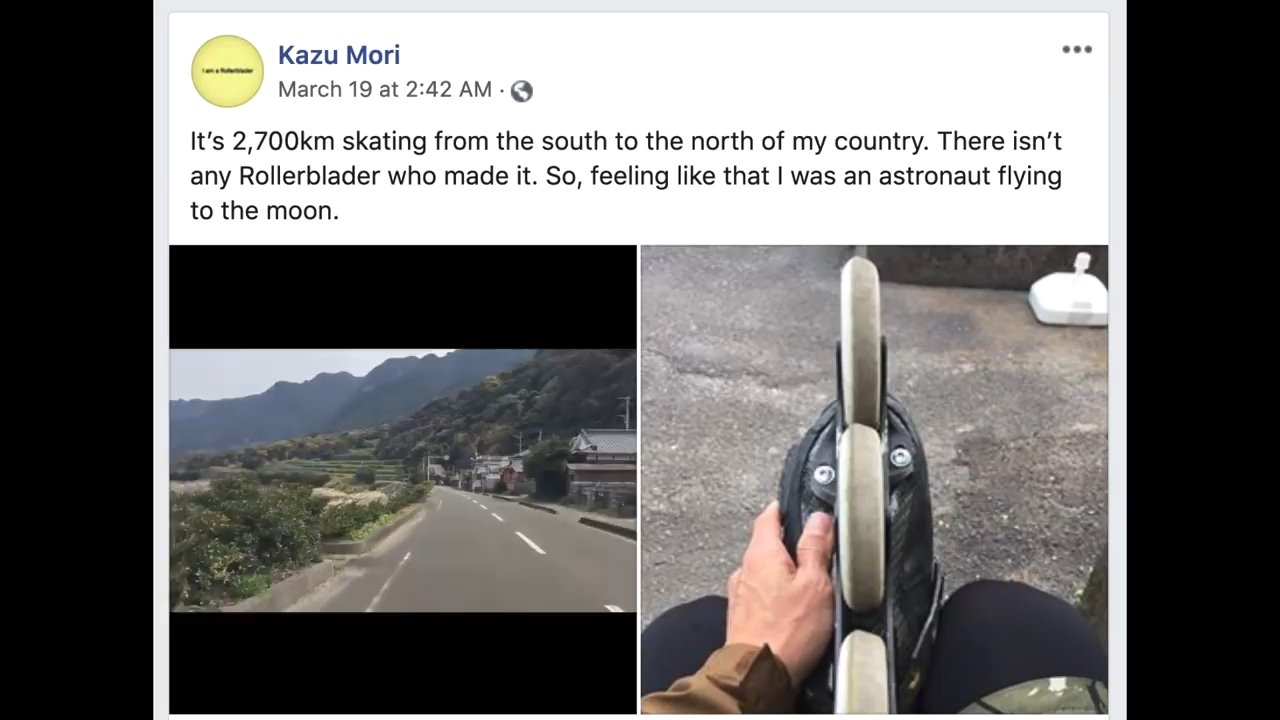 I am a Rollerblader
Kazu Mori
March 19 at 2:42 AM ·
It’s 2,700km skating from the south to the north of my country. There isn’t
any Rollerblader who made it. So, feeling like that I was an astronaut flying
to the moon.